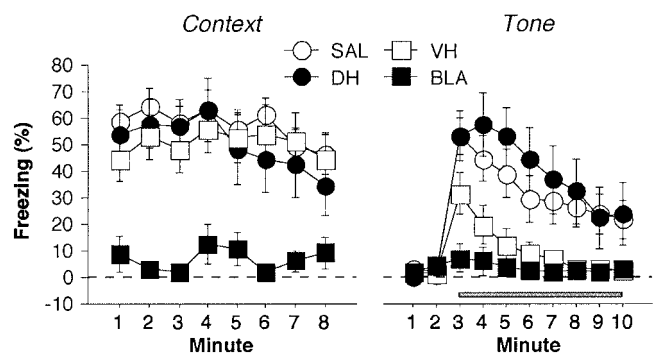 Context Tone
SAL VH
DH BLA
Freezing (%)
80
70
60
50
40
30
20
10
0
-10
1 2 3 4 5 6 7 8
1 2 3 4 5 6 7 8 9 10
Minute Minute